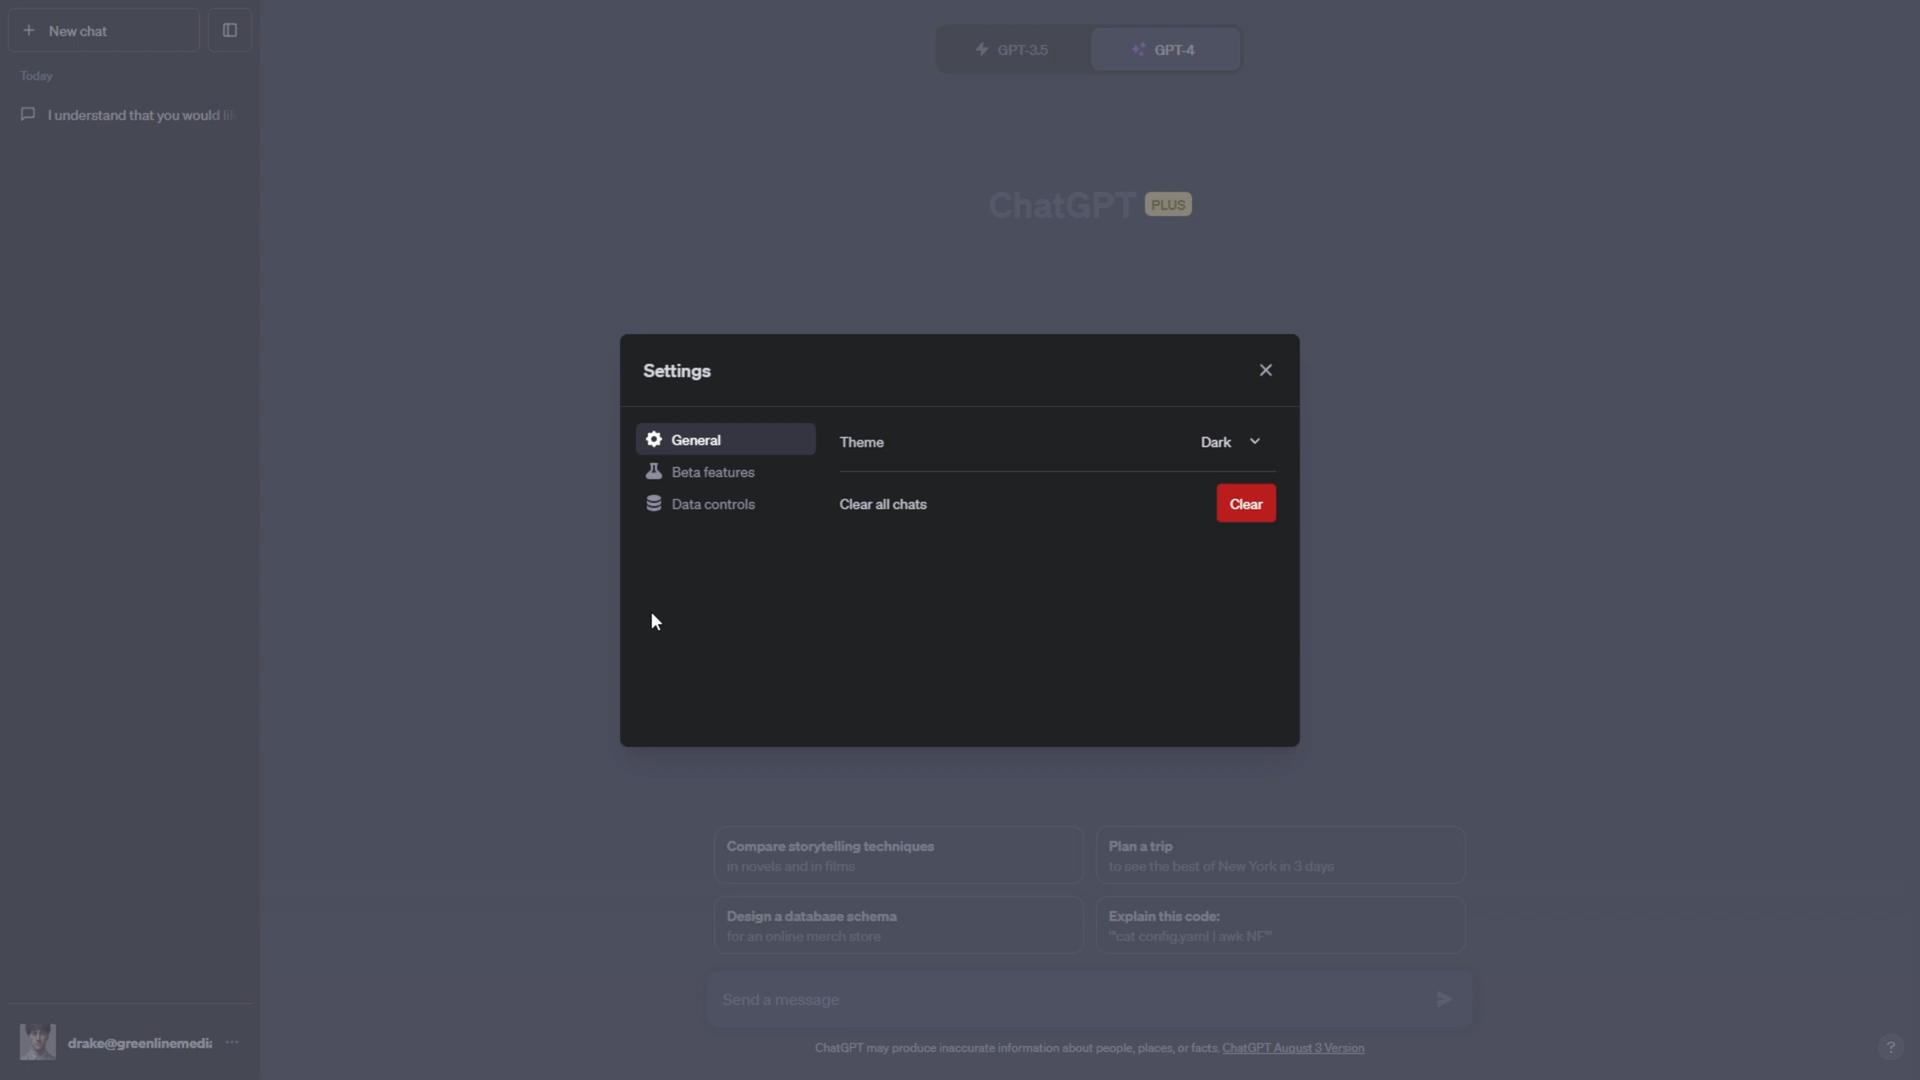 New chat
Today
I understand that you would li
drake@greenlinemedi
GPT-3.5
GPT-4
ChatGPT PLUS
Settings
General
Beta features
Data controls
Theme
Dark
Clear all chats
Clear
Compare storytelling techniques
in novels and in films
Plan a trip
to see the best of New York in 3 days
Design a database schema
for an online merch store
Explain this code:
"cat config.yaml | awk NF"
Send a message
ChatGPT may produce inaccurate information about people, places, or facts. ChatGPT August 3 Version
?